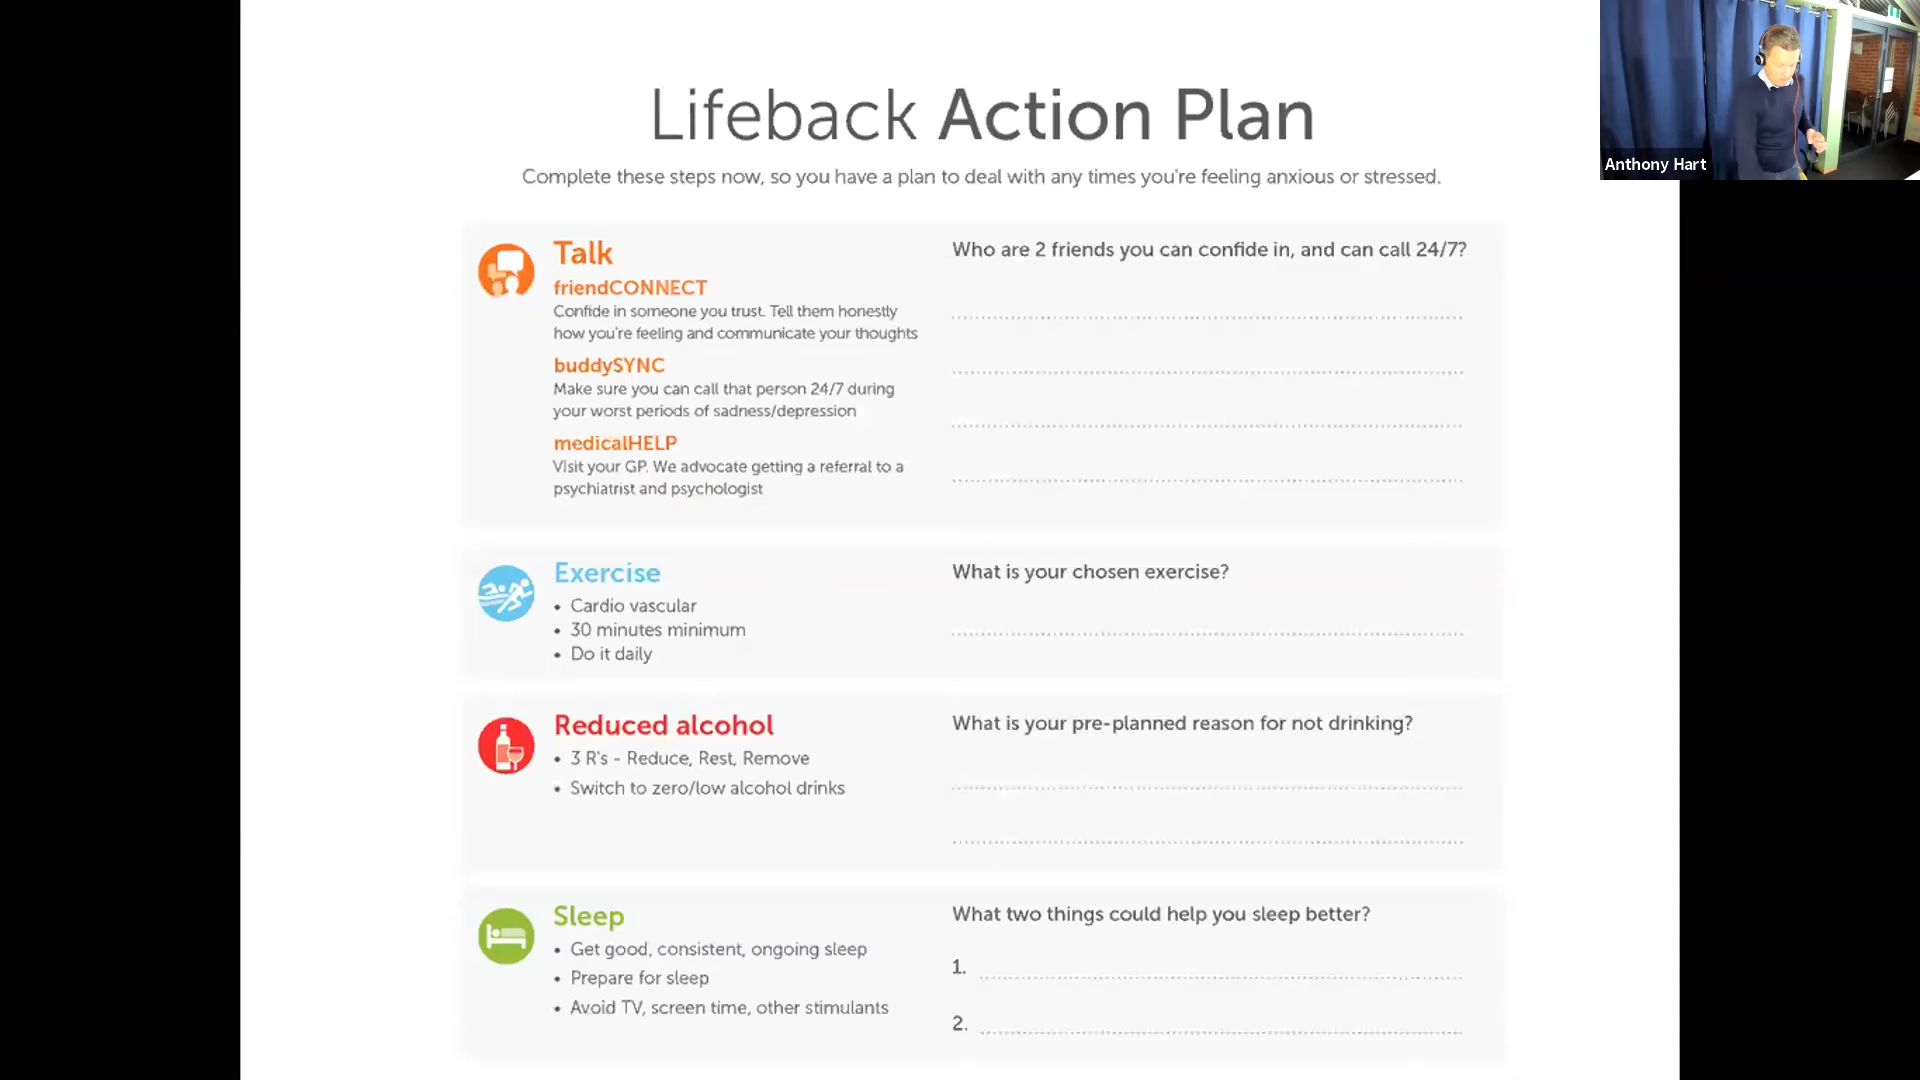 Lifeback Action Plan
Complete these steps now, so you have a plan to deal with any times you're feeling anxious or stressed.
Anthony Hart
Talk
friendCONNECT
Confide in someone you trust. Tell them honestly
how you're feeling and communicate your thoughts
buddySYNC
Make sure you can call that person 24/7 during
your worst periods of sadness/depression
medicalHELP
Visit your GP. We advocate getting a referral to a
psychiatrist and psychologist
Who are 2 friends you can confide in, and can call 24/7?
Exercise
• Cardio vascular
• 30 minutes minimum
• Do it daily
What is your chosen exercise?
Reduced alcohol
• 3 R's - Reduce, Rest, Remove
• Switch to zero/low alcohol drinks
What is your pre-planned reason for not drinking?
Sleep
• Get good, consistent, ongoing sleep
• Prepare for sleep
• Avoid TV, screen time, other stimulants
What two things could help you sleep better?
1.
2.